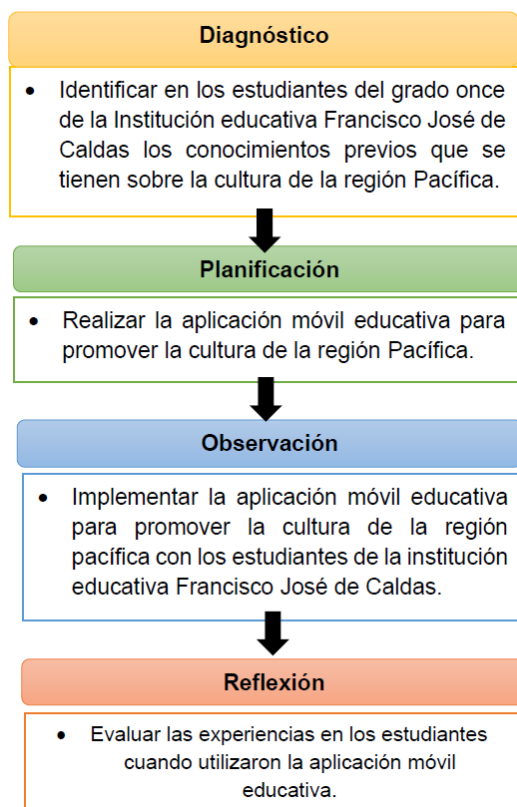 Diagnóstico
• Identificar en los estudiantes del grado once
de la Institución educativa Francisco José de
Caldas los conocimientos previos que se
tienen sobre la cultura de la región Pacífica.
Planificación
• Realizar la aplicación móvil educativa para
promover la cultura de la región Pacífica.
Observación
• Implementar la aplicación móvil educativa
para promover la cultura de la región
pacífica con los estudiantes de la institución
educativa Francisco José de Caldas.
Reflexión
• Evaluar las experiencias en los estudiantes
cuando utilizaron la aplicación móvil
educativa.